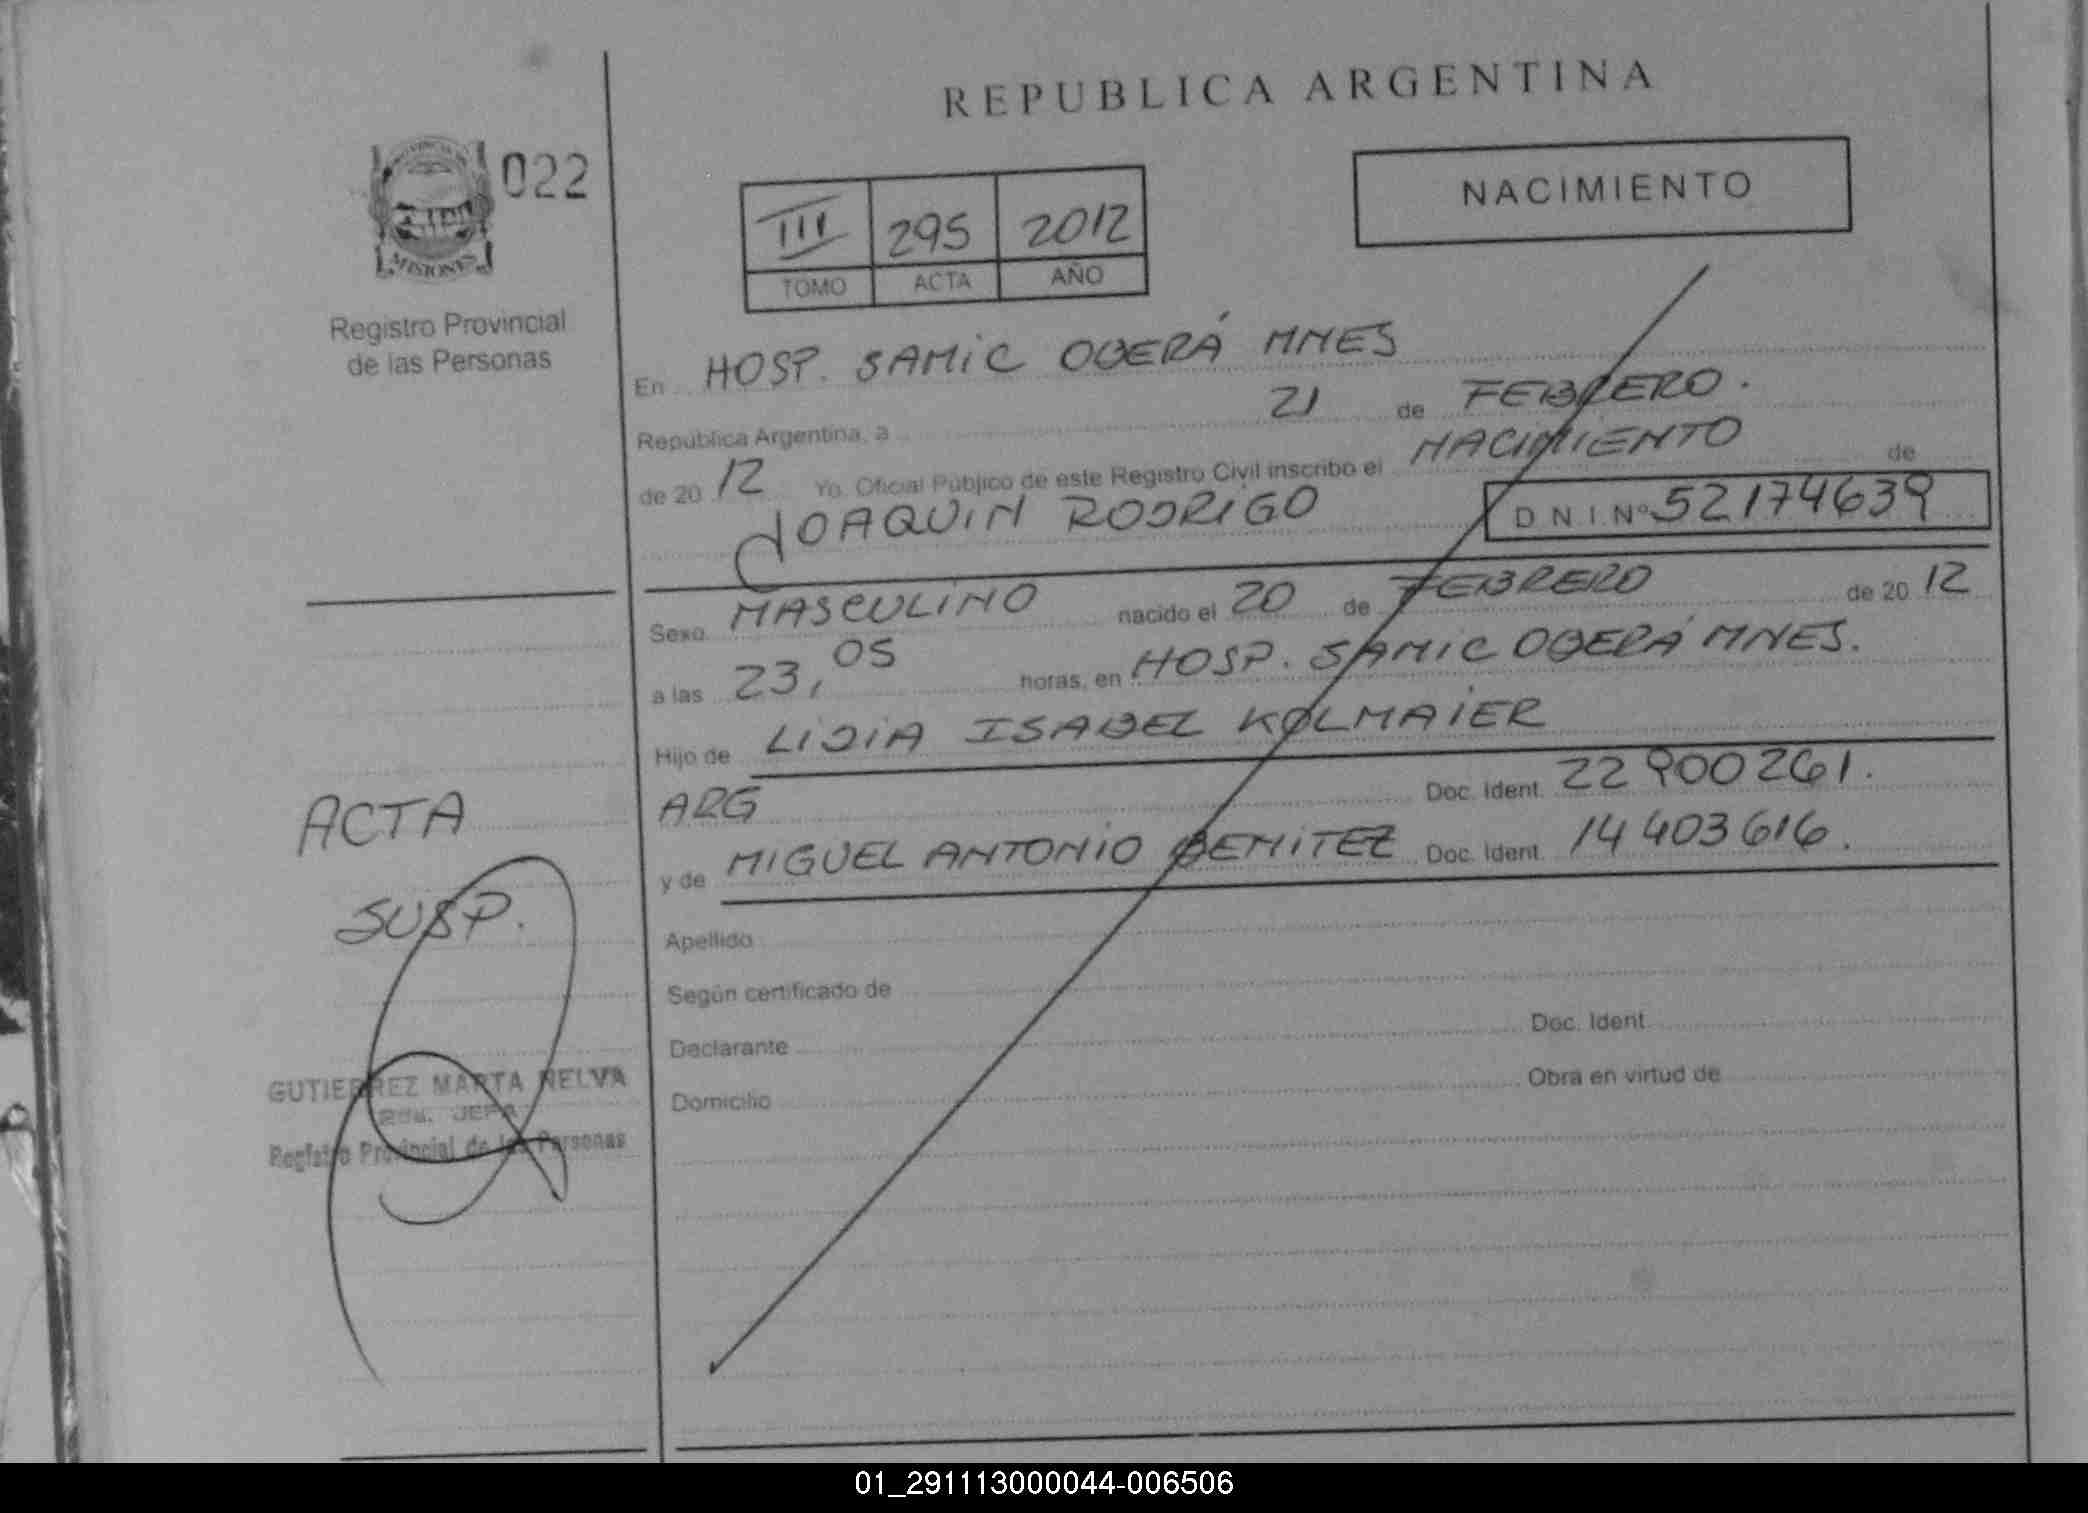 REPUBLICA ARGENTINA
022
NACIMIENTO
III 295 2012
TOMO ACTA AÑO
MISIONES
Registro Provincial
de las Personas
En HOSP. SAMIC OBERÁ MNES
República Argentina, a 21 de FEBRERO.
de 20 12 Yo. Oficial Público de este Registro Civil inscribo el NACIMIENTO de
JOAQUIN RODRIGO D N I. Nº 52174639
Sexo MASCULINO nacido el 20 de FEBRERO de 20 12
a las 23,05 horas, en HOSP. SAMIC OBERÁ MNES.
Hijo de LIDIA ISABEL KOLMAIER
ARG Doc. Ident. 22900261.
y de MIGUEL ANTONIO BENITEZ Doc. Ident. 14403616.
Apellido
Según certificado de
Declarante Doc. Ident.
Domicilio Obra en virtud de
ACTA
SUSP.
GUTIERREZ MARTA NELVA
JEFA
Registro Provincial de las Personas
01_291113000044-006506